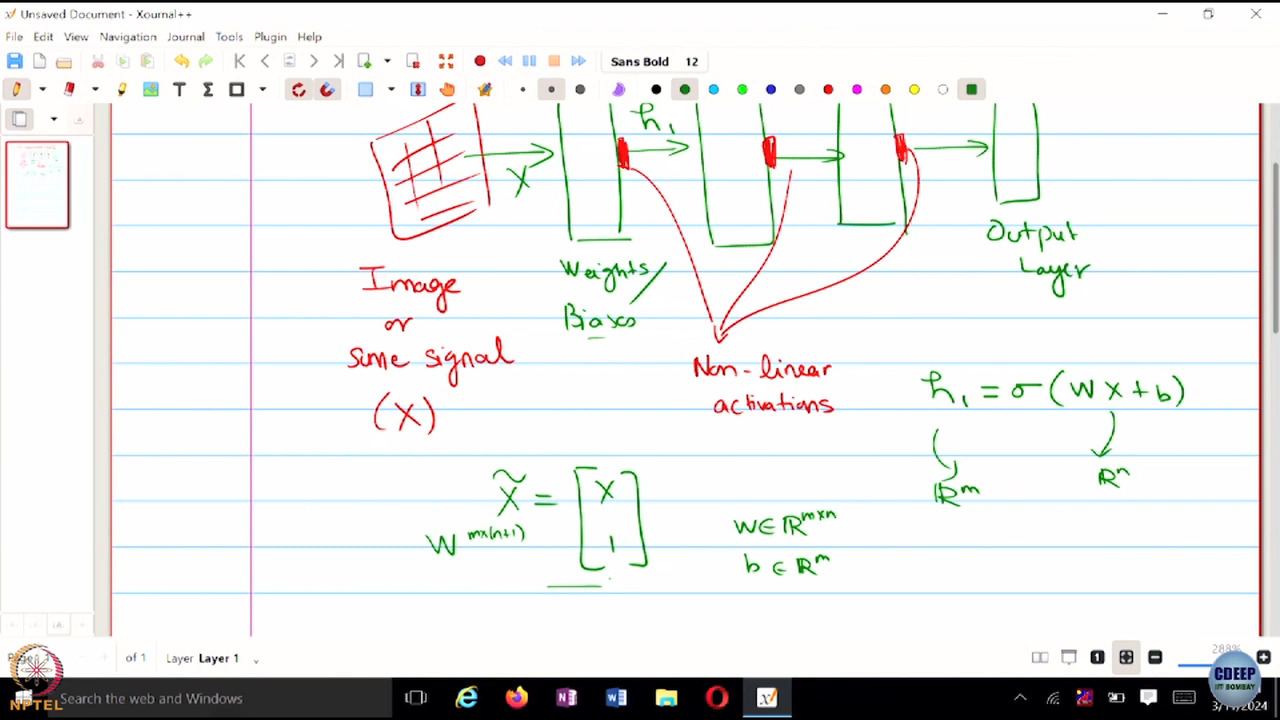 Unsaved Document - Xournal++
File Edit View Navigation Journal Tools Plugin Help
Sans Bold 12
h₁
X
Output
Layer
Weights/
Biases
Image
or
some signal
(X)
Non-linear
activations
h₁ = σ(WX+b)
ℝᵐ
ℝⁿ
X̃ = [X
1]
W^{m×(n+1)}
W∈ℝ^{m×n}
b ∈ ℝᵐ
of 1 Layer Layer 1
288%
Search the web and Windows
NPTEL
CDEEP
IIT BOMBAY